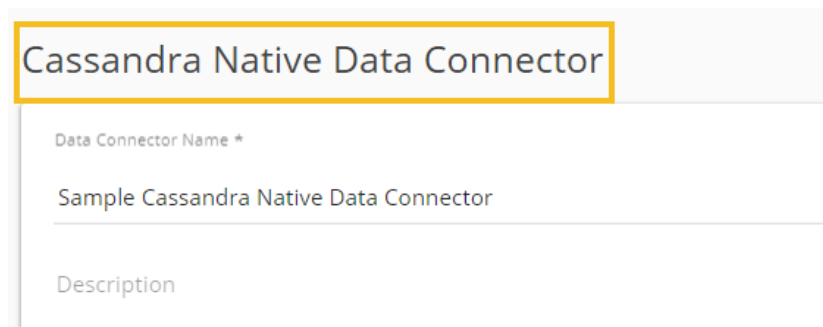 Cassandra Native Data Connector
Data Connector Name *
Sample Cassandra Native Data Connector
Description